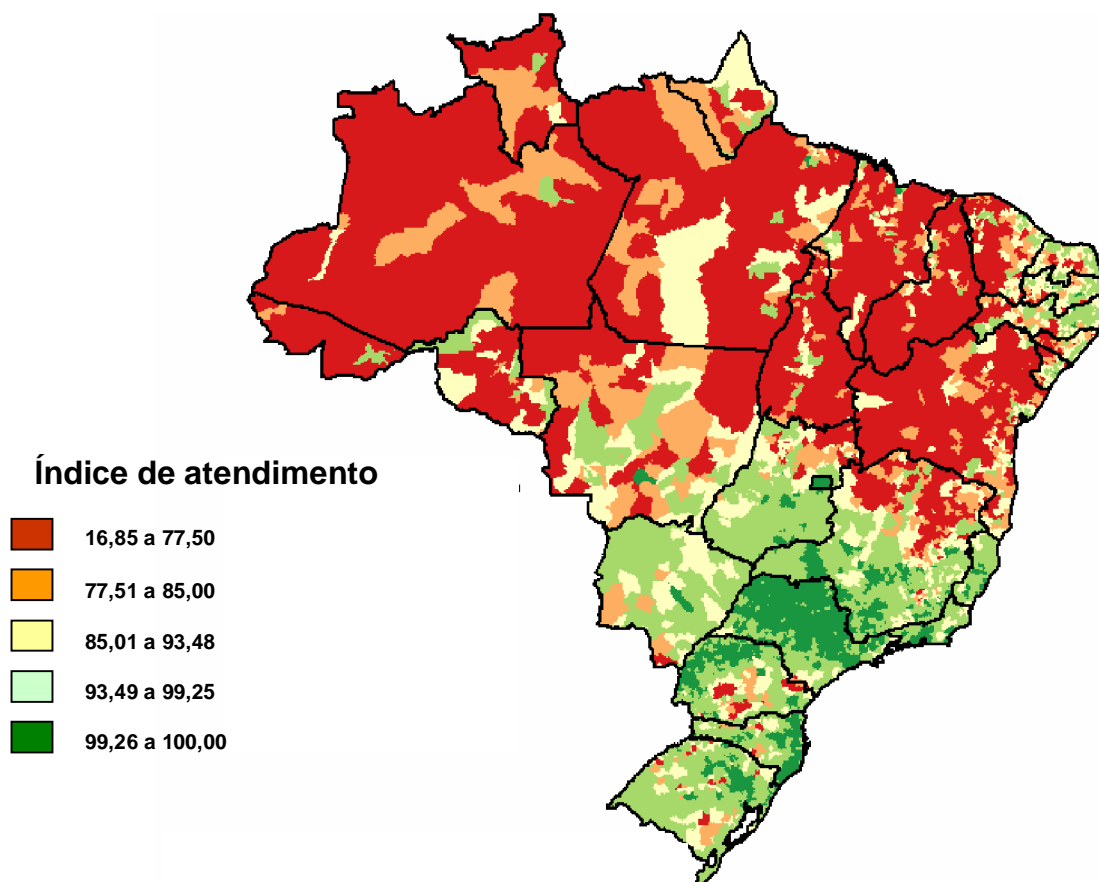 Índice de atendimento
16,85 a 77,50
77,51 a 85,00
85,01 a 93,48
93,49 a 99,25
99,26 a 100,00